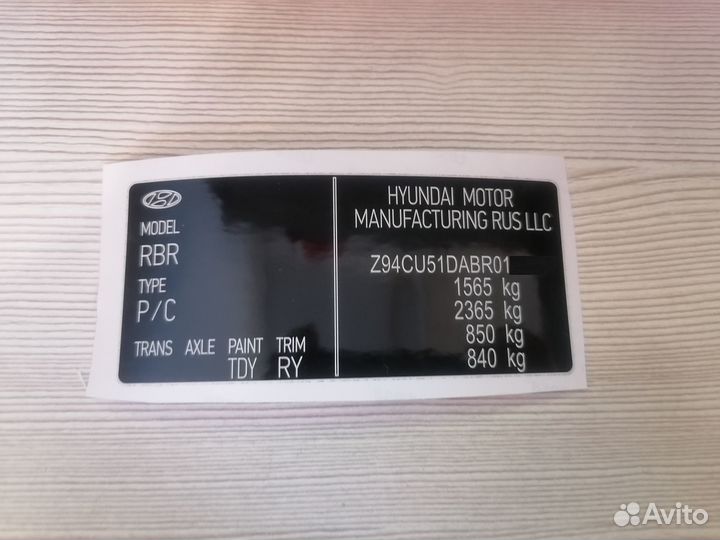 MODEL
RBR
TYPE
P/C
TRANS AXLE PAINT TRIM
TDY RY
HYUNDAI MOTOR
MANUFACTURING RUS LLC
Z94CU51DABR01
1565 kg
2365 kg
850 kg
840 kg
Avito